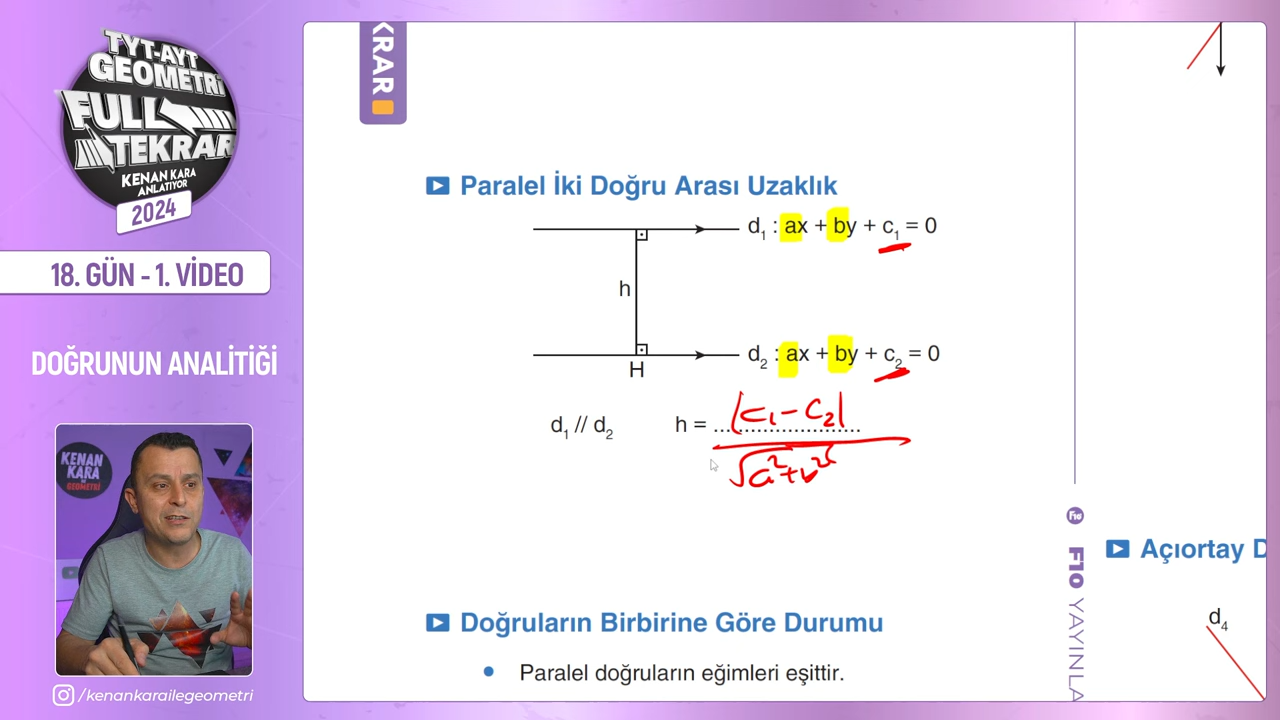 TYT-AYT
GEOMETRİ
FULL
TEKRAR
KENAN KARA
ANLATIYOR
2024
18. GÜN - 1. VİDEO
DOĞRUNUN ANALİTİĞİ
KENAN
KARA
GEOMETRİ
/kenankarailegeometri
KRAR
Paralel İki Doğru Arası Uzaklık
d₁ : ax + by + c₁ = 0
h
d₂ : ax + by + c₂ = 0
H
d₁ // d₂ h = ........................
|c₁ - c₂|
√a²+b²
Doğruların Birbirine Göre Durumu
• Paralel doğruların eğimleri eşittir.
F10
F10 YAYINLA
Açıortay D
d₄